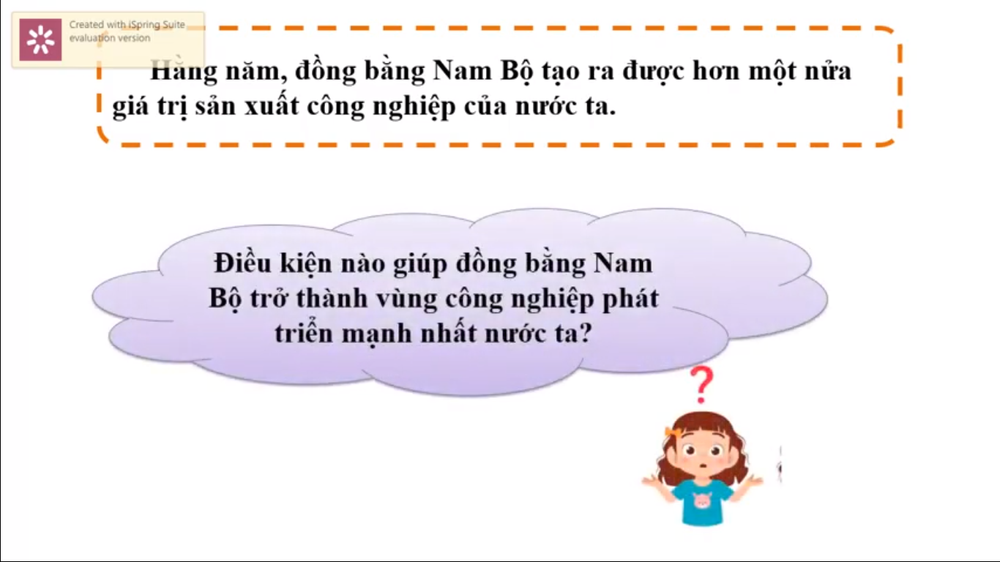 Created with iSpring Suite
evaluation version
Hằng năm, đồng bằng Nam Bộ tạo ra được hơn một nửa
giá trị sản xuất công nghiệp của nước ta.
Điều kiện nào giúp đồng bằng Nam
Bộ trở thành vùng công nghiệp phát
triển mạnh nhất nước ta?
?